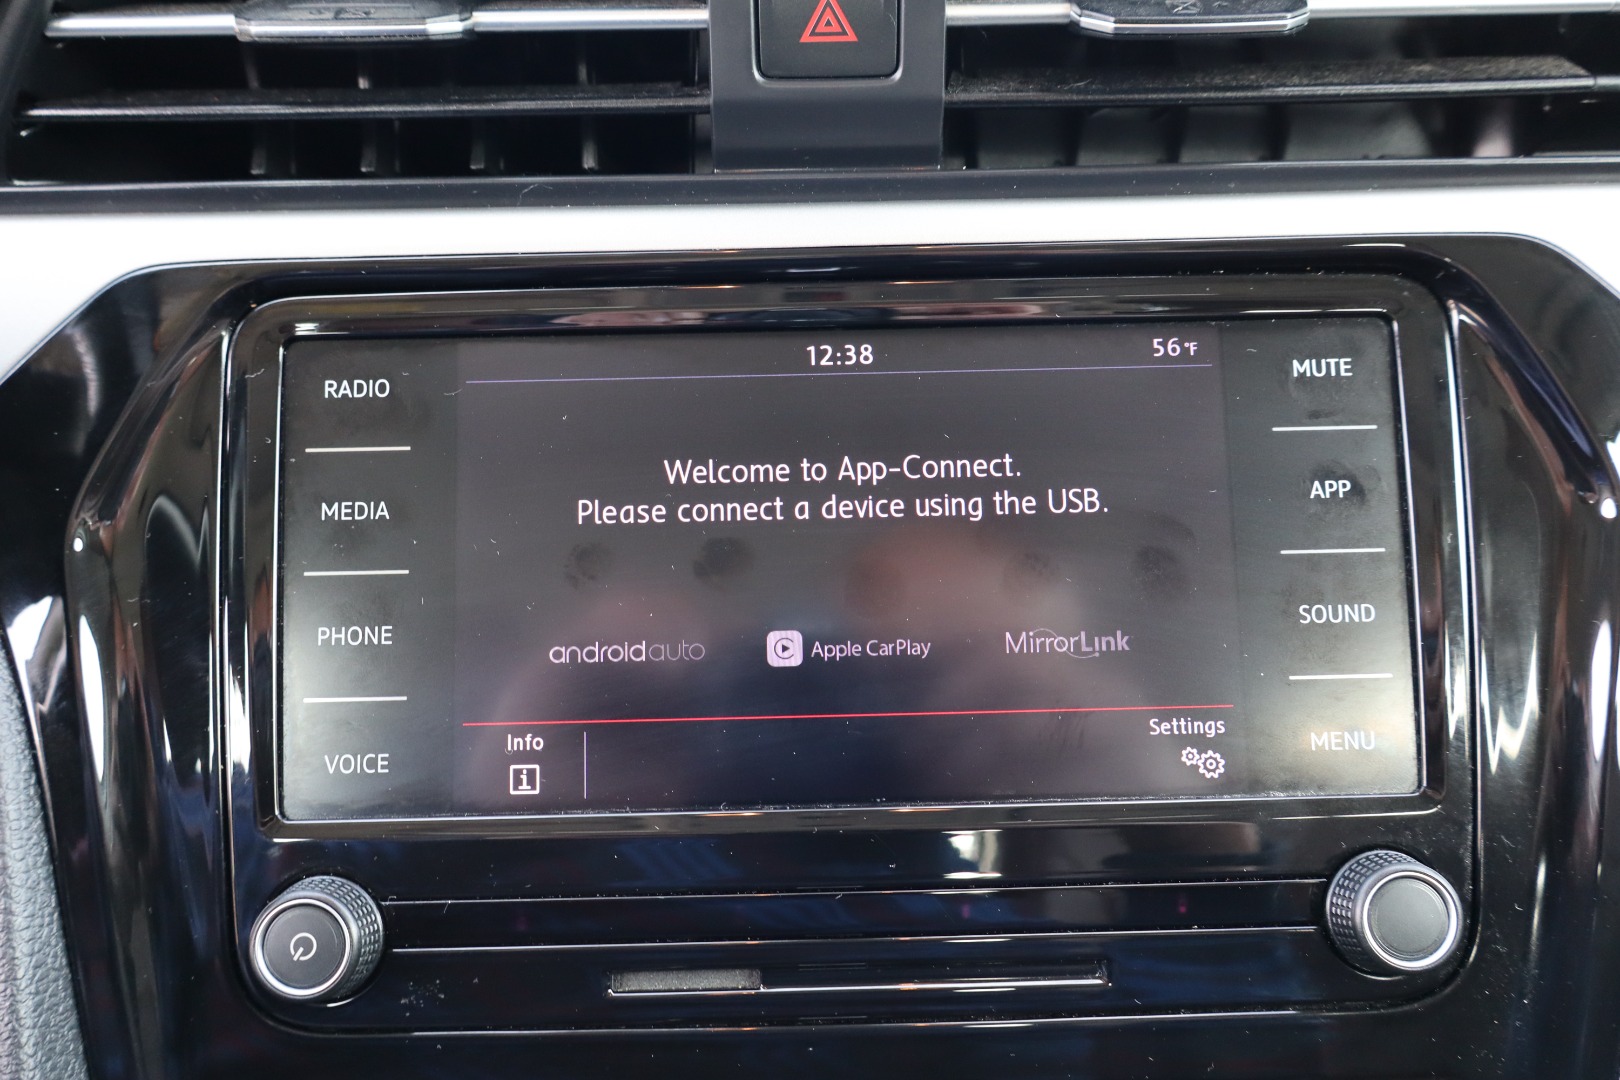 12:38
56°F
RADIO
MEDIA
PHONE
VOICE
Welcome to App-Connect.
Please connect a device using the USB.
androidauto
Apple CarPlay
MirrorLink
Info
i
Settings
MUTE
APP
SOUND
MENU